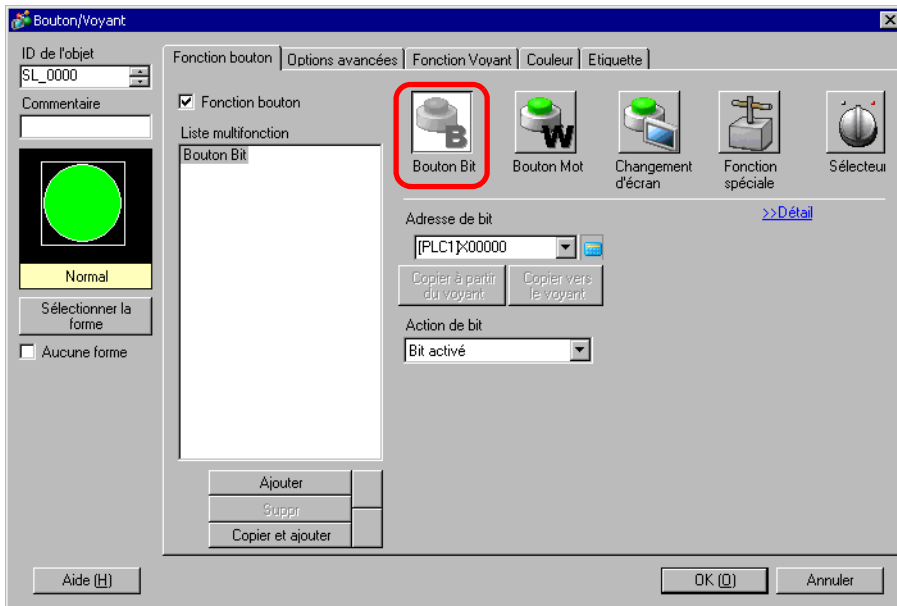 Bouton/Voyant
ID de l'objet
SL_0000
Commentaire
Normal
Sélectionner la
forme
Aucune forme
Fonction bouton
Options avancées
Fonction Voyant
Couleur
Etiquette
Fonction bouton
Liste multifonction
Bouton Bit
Ajouter
Suppr
Copier et ajouter
B
Bouton Bit
W
Bouton Mot
Changement
d'écran
Fonction
spéciale
Sélecteur
>>Détail
Adresse de bit
[PLC1]X00000
Copier à partir
du voyant
Copier vers
le voyant
Action de bit
Bit activé
Aide (H)
OK (O)
Annuler